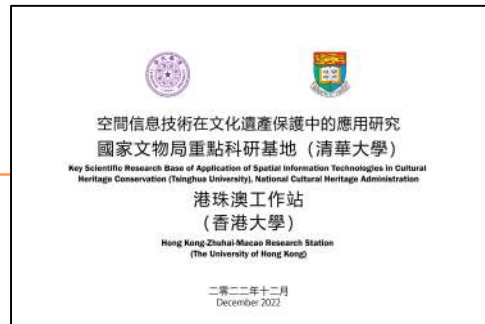 空間信息技術在文化遺產保護中的應用研究
國家文物局重點科研基地（清華大學）
Key Scientific Research Base of Application of Spatial Information Technologies in Cultural
Heritage Conservation (Tsinghua University), National Cultural Heritage Administration
港珠澳工作站
（香港大學）
Hong Kong-Zhuhai-Macao Research Station
(The University of Hong Kong)
二零二二年十二月
December 2022